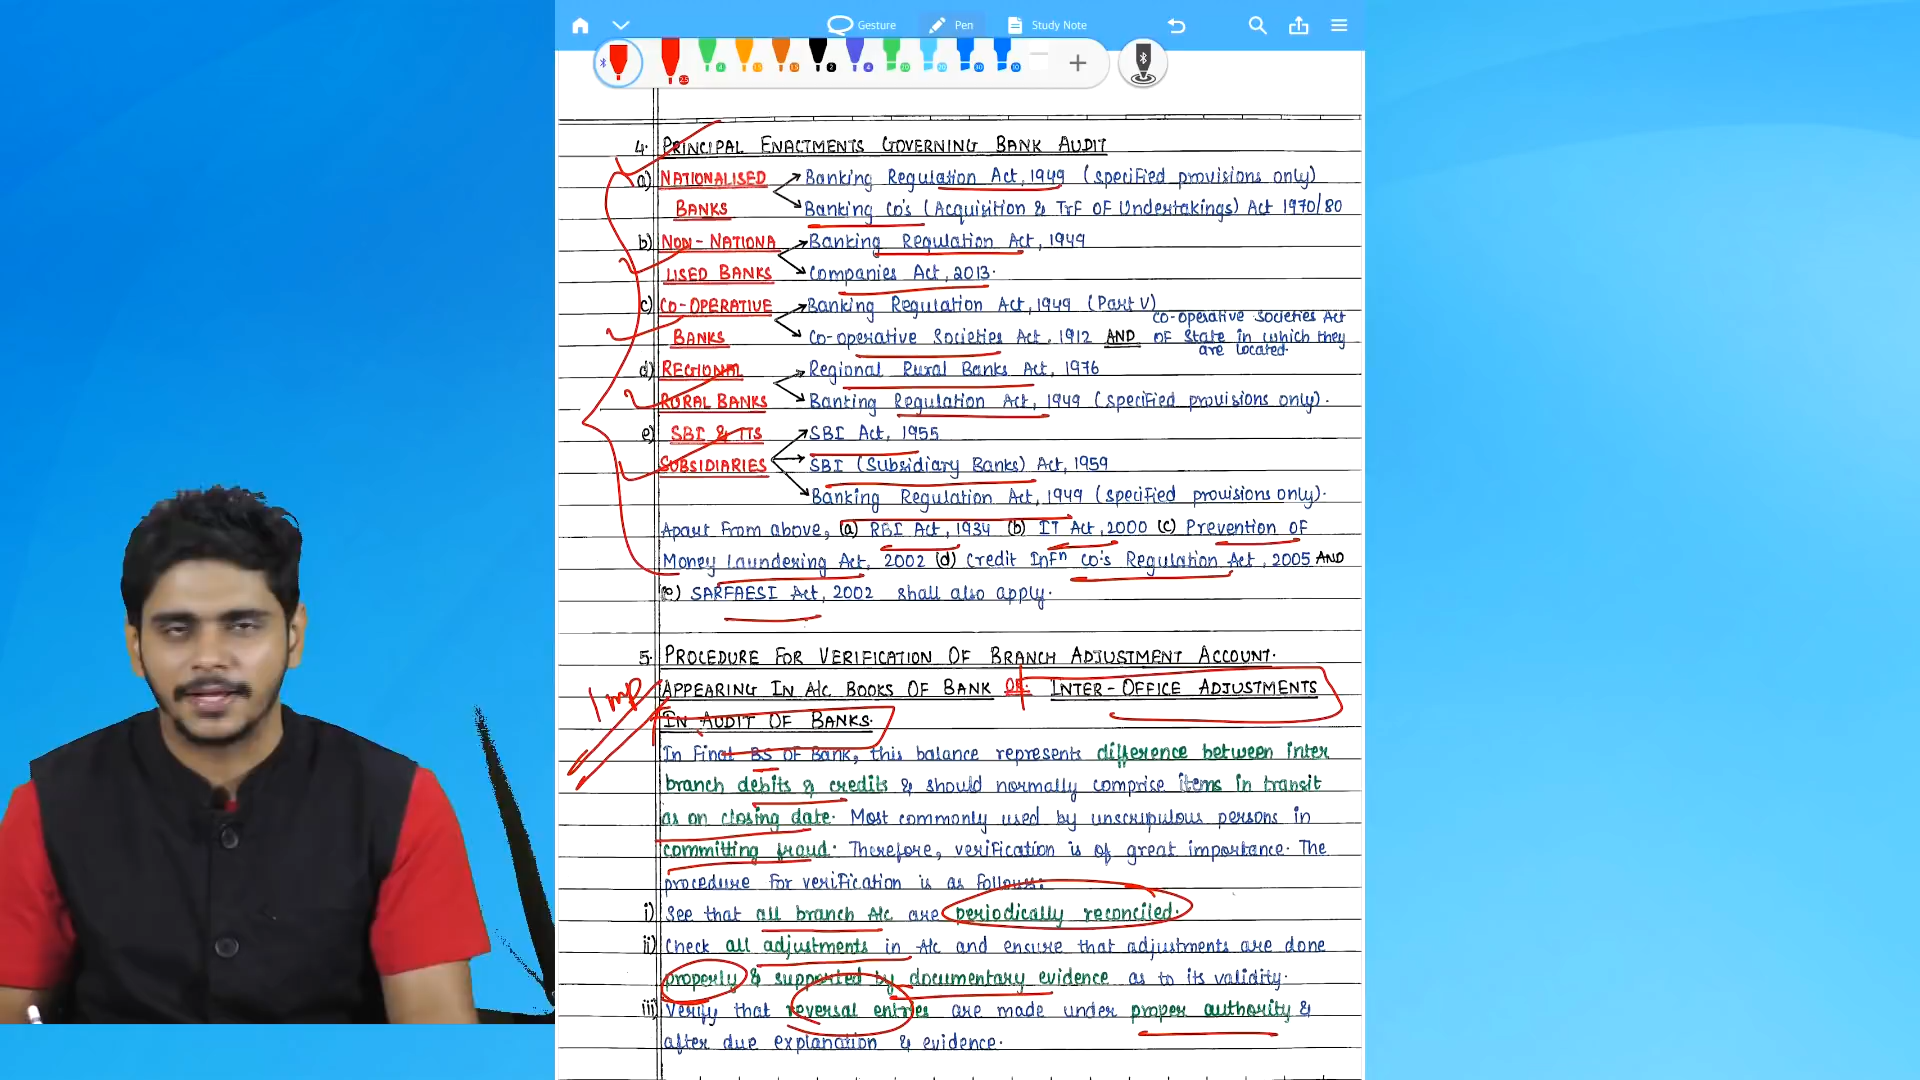 Gesture Pen Study Note
4. PRINCIPAL ENACTMENTS GOVERNING BANK AUDIT
a) NATIONALISED Banking Regulation Act, 1949 (specified provisions only)
BANKS Banking Co's (Acquisition & Trf OF Undertakings) Act 1970/80
b) NON-NATIONA Banking Regulation Act, 1949
LISED BANKS Companies Act, 2013.
c) CO-OPERATIVE Banking Regulation Act, 1949 (Part V)
BANKS Co-operative Societies Act, 1912 AND Co-operative Societies Act
OF State in which they
are located.
d) REGIONAL Regional Rural Banks Act, 1976
RURAL BANKS Banking Regulation Act, 1949 (specified provisions only).
e) SBI & ITS SBI Act, 1955
SUBSIDIARIES SBI (Subsidiary Banks) Act, 1959
Banking Regulation Act, 1949 (specified provisions only).
Apart from above, (a) RBI Act, 1934 (b) IT Act, 2000 (c) Prevention OF
Money Laundering Act, 2002 (d) Credit Infn Co's Regulation Act, 2005 AND
(e) SARFAESI Act, 2002 shall also apply.
5. PROCEDURE FOR VERIFICATION OF BRANCH ADJUSTMENT ACCOUNT.
Imp APPEARING IN A/c BOOKS OF BANK OR INTER-OFFICE ADJUSTMENTS
IN AUDIT OF BANKS.
In Final BS OF Bank, this balance represents difference between inter
branch debits & credits & should normally comprise items in transit
as on closing date. Most commonly used by unscrupulous persons in
committing fraud. Therefore, verification is of great importance. The
procedure for verification is as follows:
i) See that all branch A/c are periodically reconciled.
ii) Check all adjustments in A/c and ensure that adjustments are done
properly & supported by documentary evidence as to its validity.
iii) Verify that reversal entries are made under proper authority &
after due explanation & evidence.